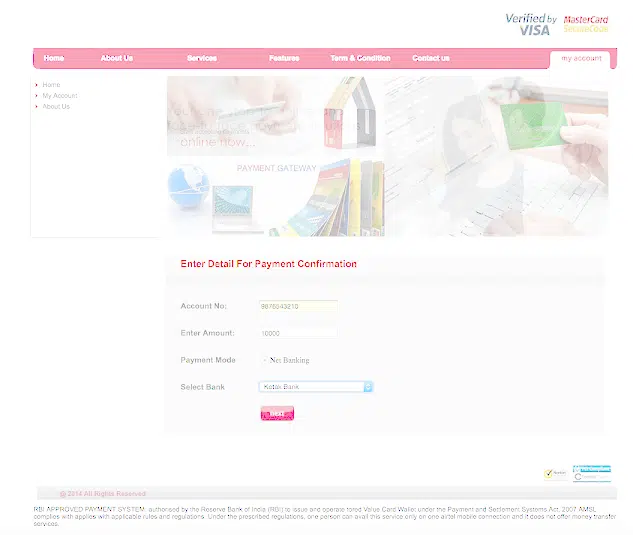 Verified by
VISA
MasterCard
SecureCode
Home About Us Services Features Term & Condition Contact us my account
Home
My Account
About Us
online now...
PAYMENT GATEWAY
Enter Detail For Payment Confirmation
Account No: 9876543210
Enter Amount: 10000
Payment Mode Net Banking
Select Bank Kotak Bank
Next
@ 2014 All Rights Reserved
RBI APPROVED PAYMENT SYSTEM: authorised by the Reserve Bank of India (RBI) to issue and operate tored Value Card Wallet under the Payment and Settlement Systems Act, 2007 AMSL
complies with applies with applicable rules and regulations. Under the prescribed regulations, one person can avail this service only on one airtel mobile connection and it does not offer money transfer
services.